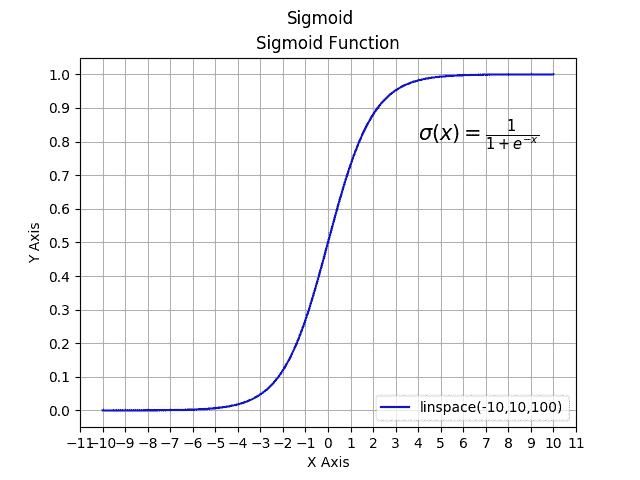 Sigmoid
Sigmoid Function
1.0
0.9
σ(x) = 1/(1+e^{-x})
0.8
0.7
0.6
0.5
0.4
0.3
0.2
0.1
0.0
Y Axis
linspace(-10,10,100)
−11 −10 −9 −8 −7 −6 −5 −4 −3 −2 −1 0 1 2 3 4 5 6 7 8 9 10 11
X Axis